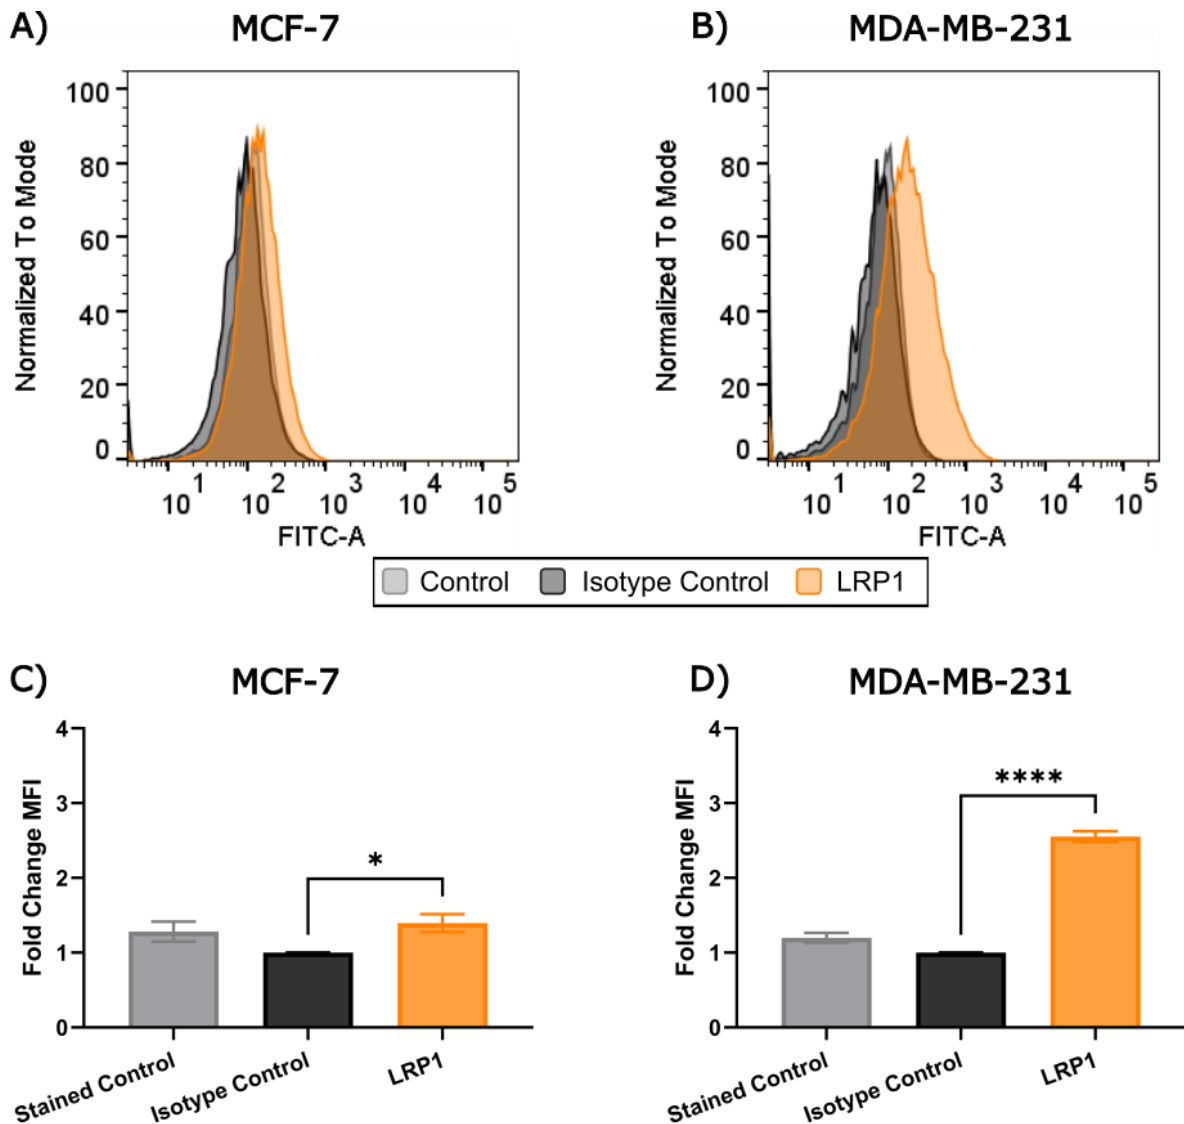 A) MCF-7
B) MDA-MB-231
Normalized To Mode
100
80
60
40
20
0
10^1 10^2 10^3 10^4 10^5
FITC-A
Normalized To Mode
100
80
60
40
20
0
10^1 10^2 10^3 10^4 10^5
FITC-A
Control Isotype Control LRP1
C) MCF-7
D) MDA-MB-231
Fold Change MFI
4
3
2
1
0
*
Stained Control
Isotype Control
LRP1
Fold Change MFI
4
3
2
1
0
****
Stained Control
Isotype Control
LRP1